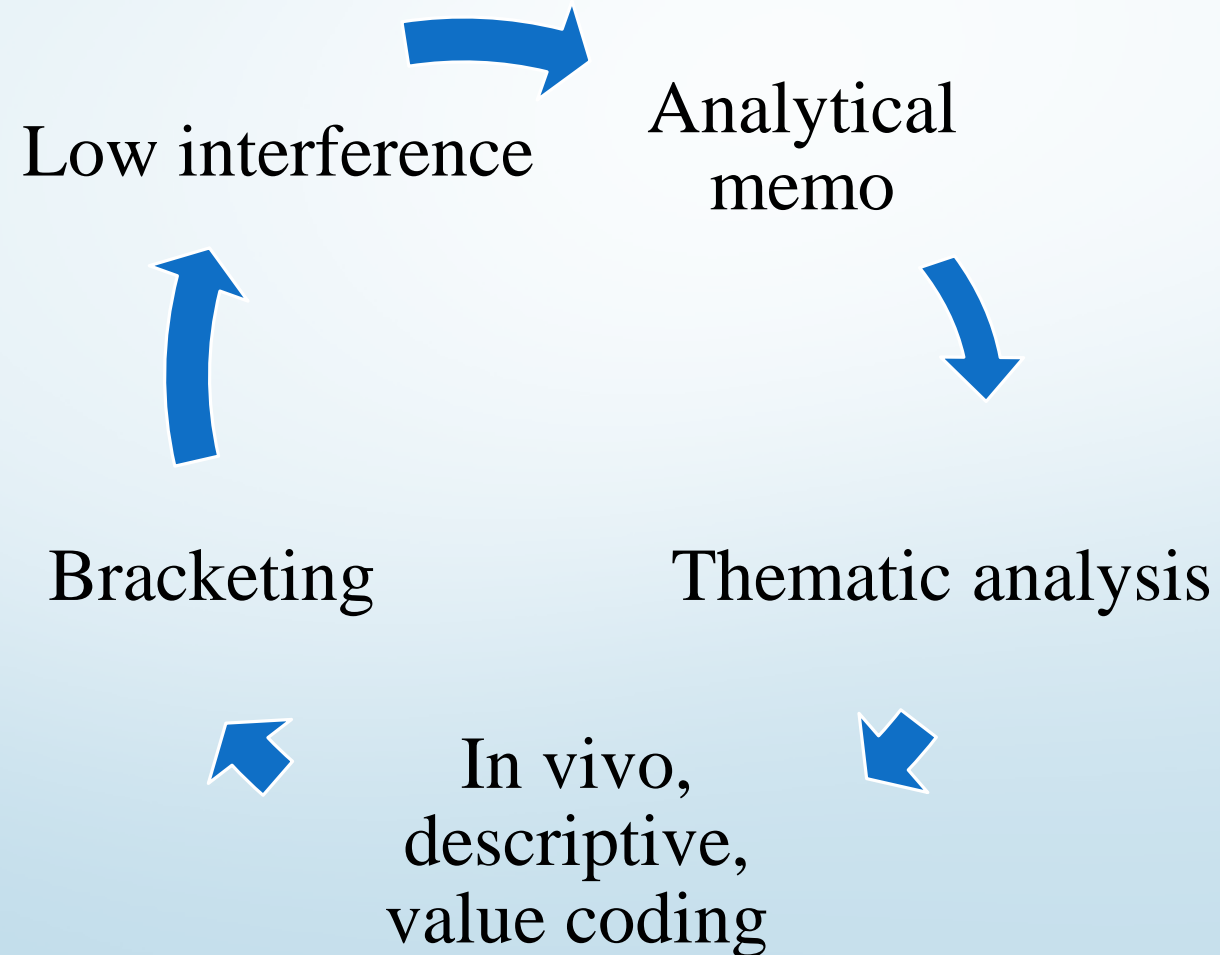 Low interference
Analytical
memo
Bracketing
Thematic analysis
In vivo,
descriptive,
value coding